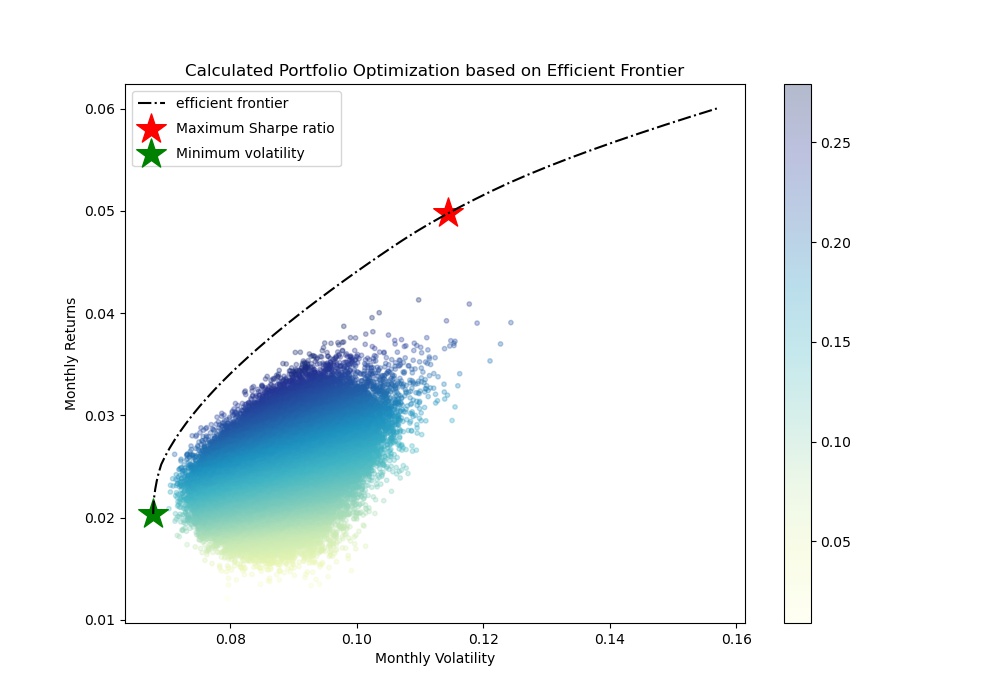 Calculated Portfolio Optimization based on Efficient Frontier
efficient frontier
Maximum Sharpe ratio
Minimum volatility
Monthly Returns
0.06
0.05
0.04
0.03
0.02
0.01
0.08
0.10
0.12
0.14
0.16
Monthly Volatility
0.25
0.20
0.15
0.10
0.05